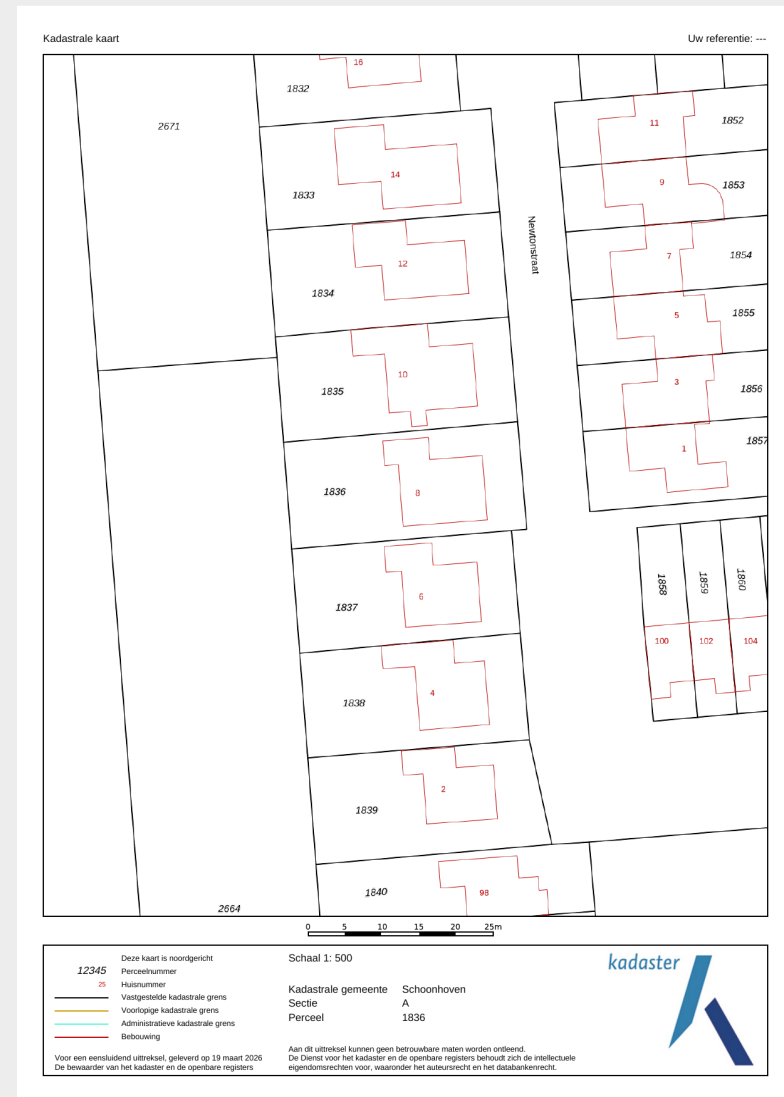 Kadastrale kaart
Uw referentie: ---
16
1832
2671
11
1852
14
1833
9
1853
Newtonstraat
7
1854
12
1834
5
1855
10
1835
3
1856
1
1857
8
1836
1858
1859
1860
6
1837
100
102
104
4
1838
2
1839
1840
98
2664
0 5 10 15 20 25m
Deze kaart is noordgericht
12345 Perceelnummer
25 Huisnummer
Vastgestelde kadastrale grens
Voorlopige kadastrale grens
Administratieve kadastrale grens
Bebouwing
Voor een eensluidend uittreksel, geleverd op 19 maart 2026
De bewaarder van het kadaster en de openbare registers
Schaal 1: 500
Kadastrale gemeente Schoonhoven
Sectie A
Perceel 1836
Aan dit uittreksel kunnen geen betrouwbare maten worden ontleend.
De Dienst voor het kadaster en de openbare registers behoudt zich de intellectuele
eigendomsrechten voor, waaronder het auteursrecht en het databankenrecht.
kadaster